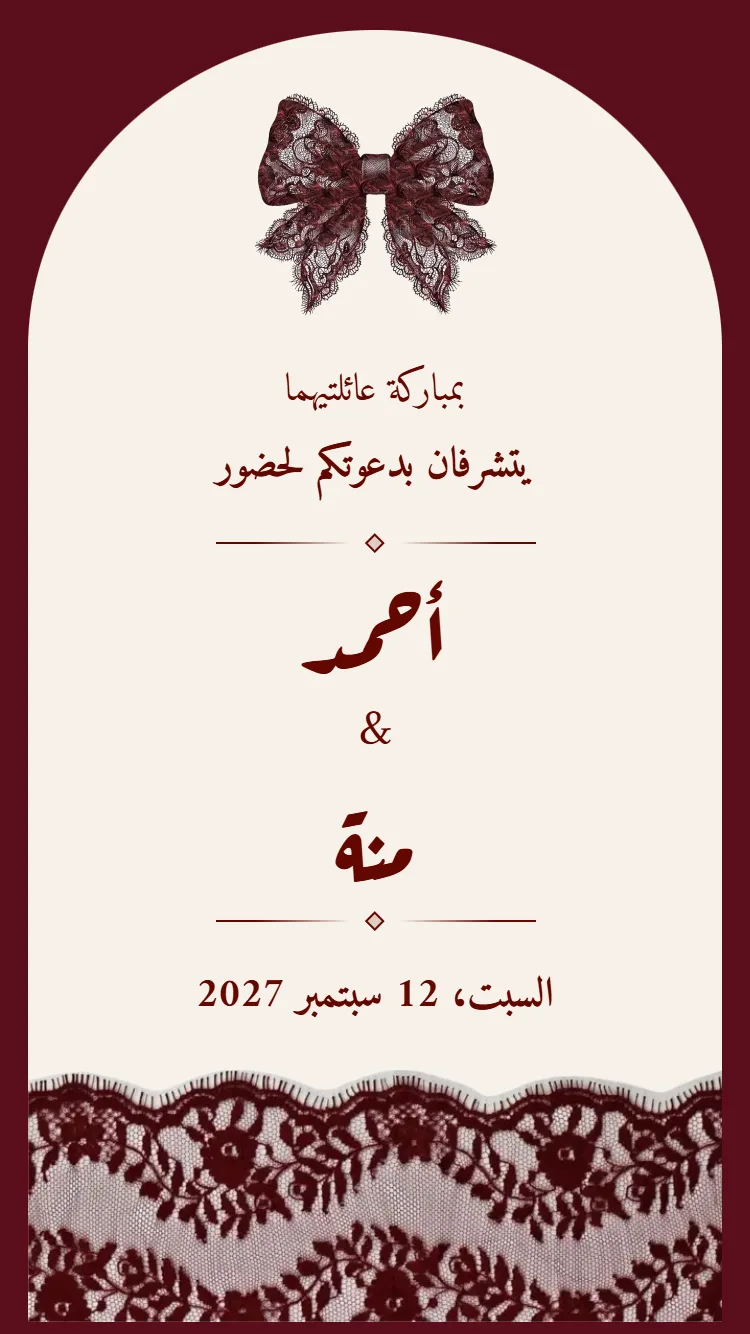 بمباركة عائلتيهما
يتشرفان بدعوتكم لحضور
أحمد
&
منة
السبت، 12 سبتمبر 2027